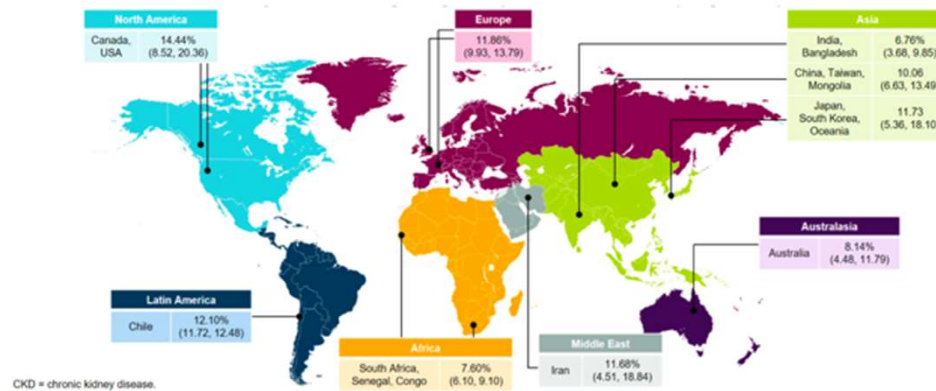 North America
Canada, USA 14.44% (8.52, 20.36)
Europe
11.86% (9.93, 13.79)
Asia
India, Bangladesh 6.76% (3.68, 9.85)
China, Taiwan, Mongolia 10.06 (6.63, 13.49)
Japan, South Korea, Oceania 11.73 (5.36, 18.10)
Australasia
Australia 8.14% (4.48, 11.79)
Latin America
Chile 12.10% (11.72, 12.48)
Africa
South Africa, Senegal, Congo 7.60% (6.10, 9.10)
Middle East
Iran 11.68% (4.51, 18.84)
CKD = chronic kidney disease.